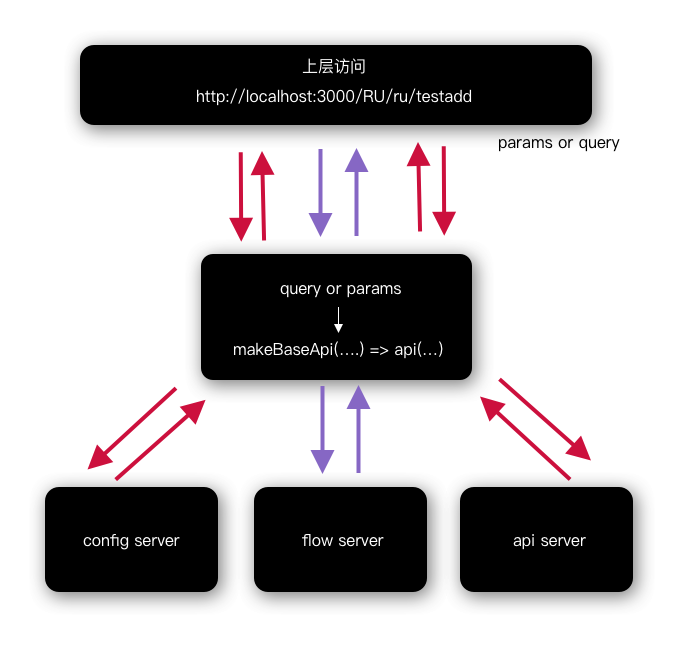 上层访问
http://localhost:3000/RU/ru/testadd
params or query
query or params
makeBaseApi(....) => api(...)
config server
flow server
api server